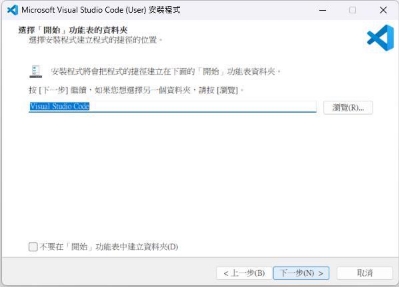 Microsoft Visual Studio Code (User) 安裝程式
選擇「開始」功能表的資料夾
選擇安裝程式建立程式的捷徑的位置。
安裝程式將會把程式的捷徑建立在下面的「開始」功能表資料夾。
按 [下一步] 繼續，如果您想選擇另一個資料夾，請按 [瀏覽]。
Visual Studio Code
瀏覽(R)...
不要在「開始」功能表中建立資料夾(D)
< 上一步(B)
下一步(N) >
取消